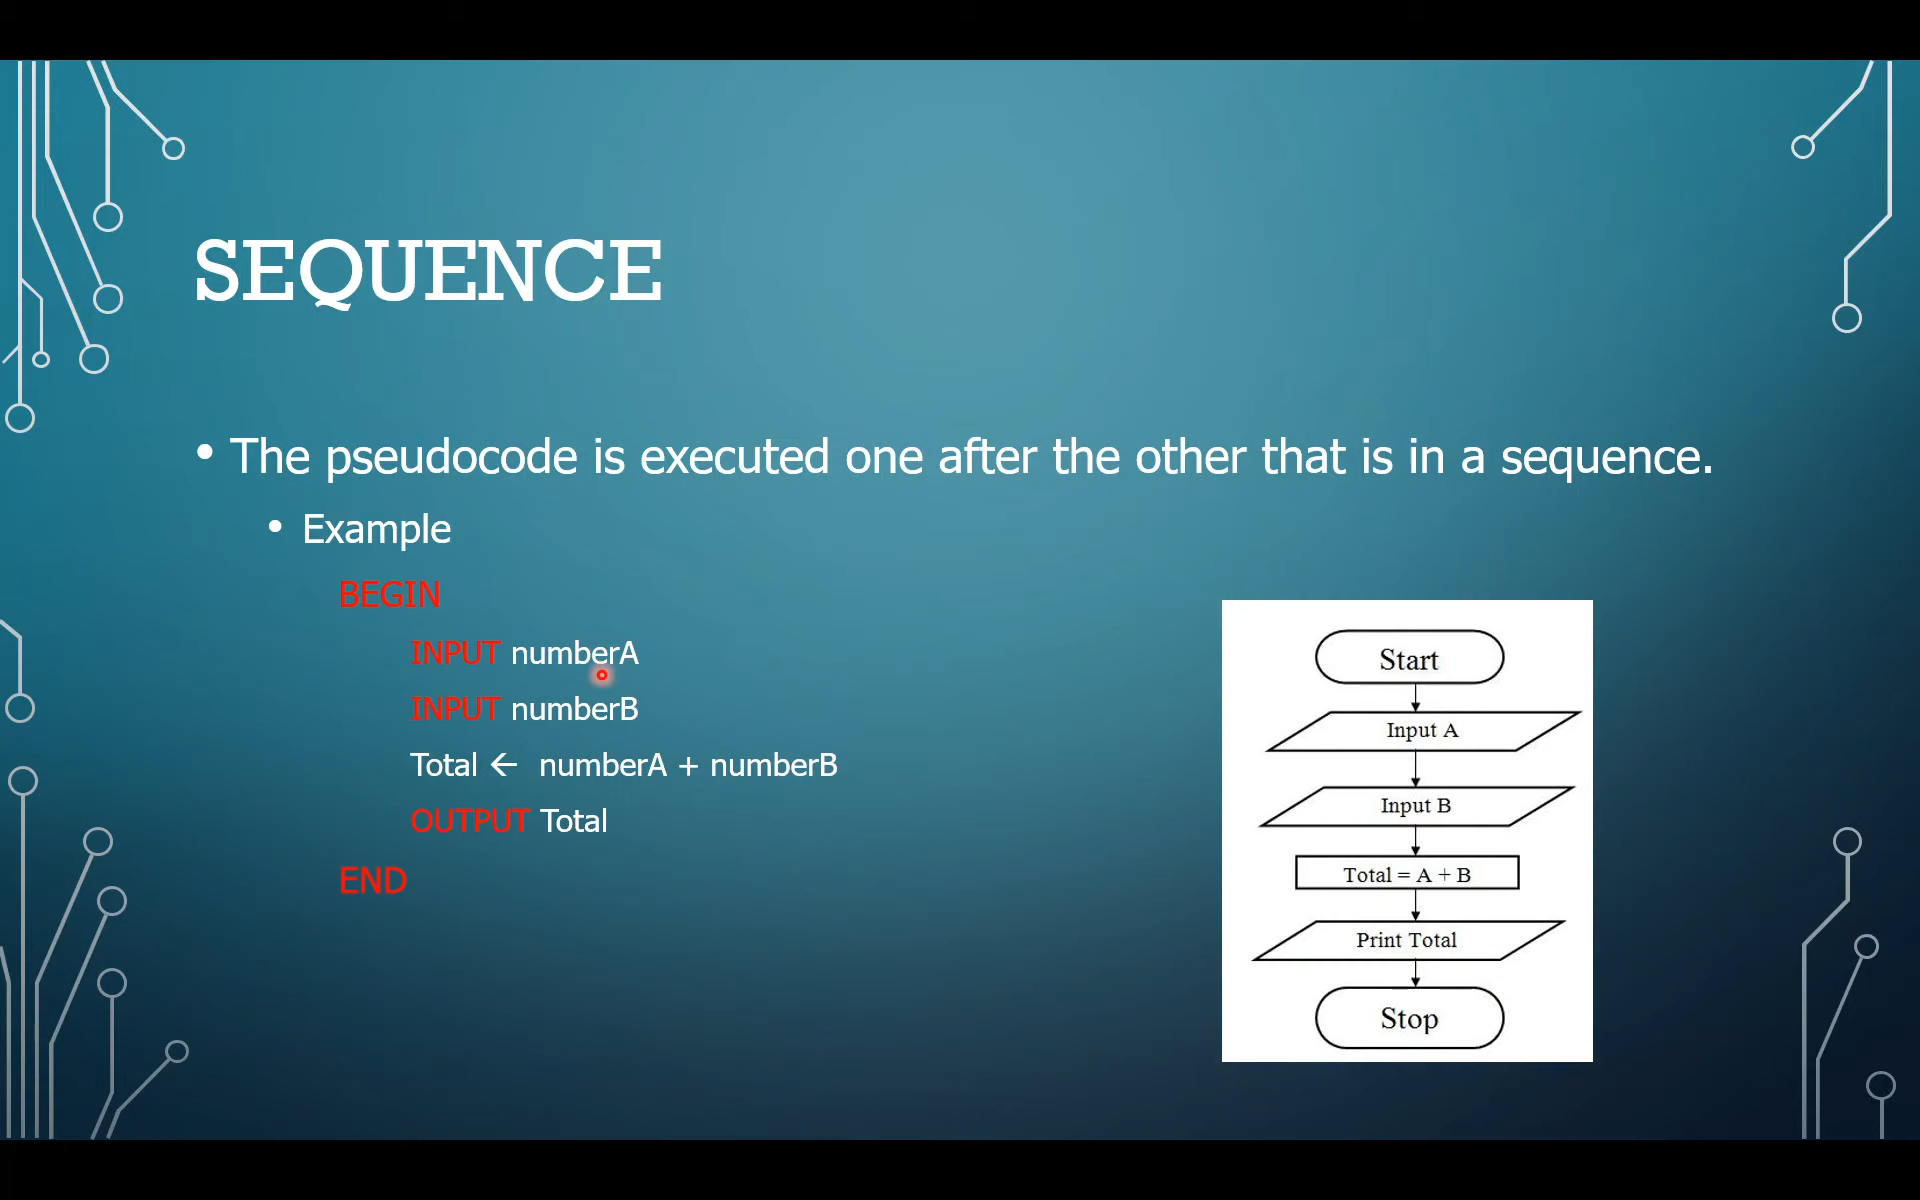 SEQUENCE
• The pseudocode is executed one after the other that is in a sequence.
• Example
BEGIN
INPUT numberA
INPUT numberB
Total ← numberA + numberB
OUTPUT Total
END
Start
Input A
Input B
Total = A + B
Print Total
Stop